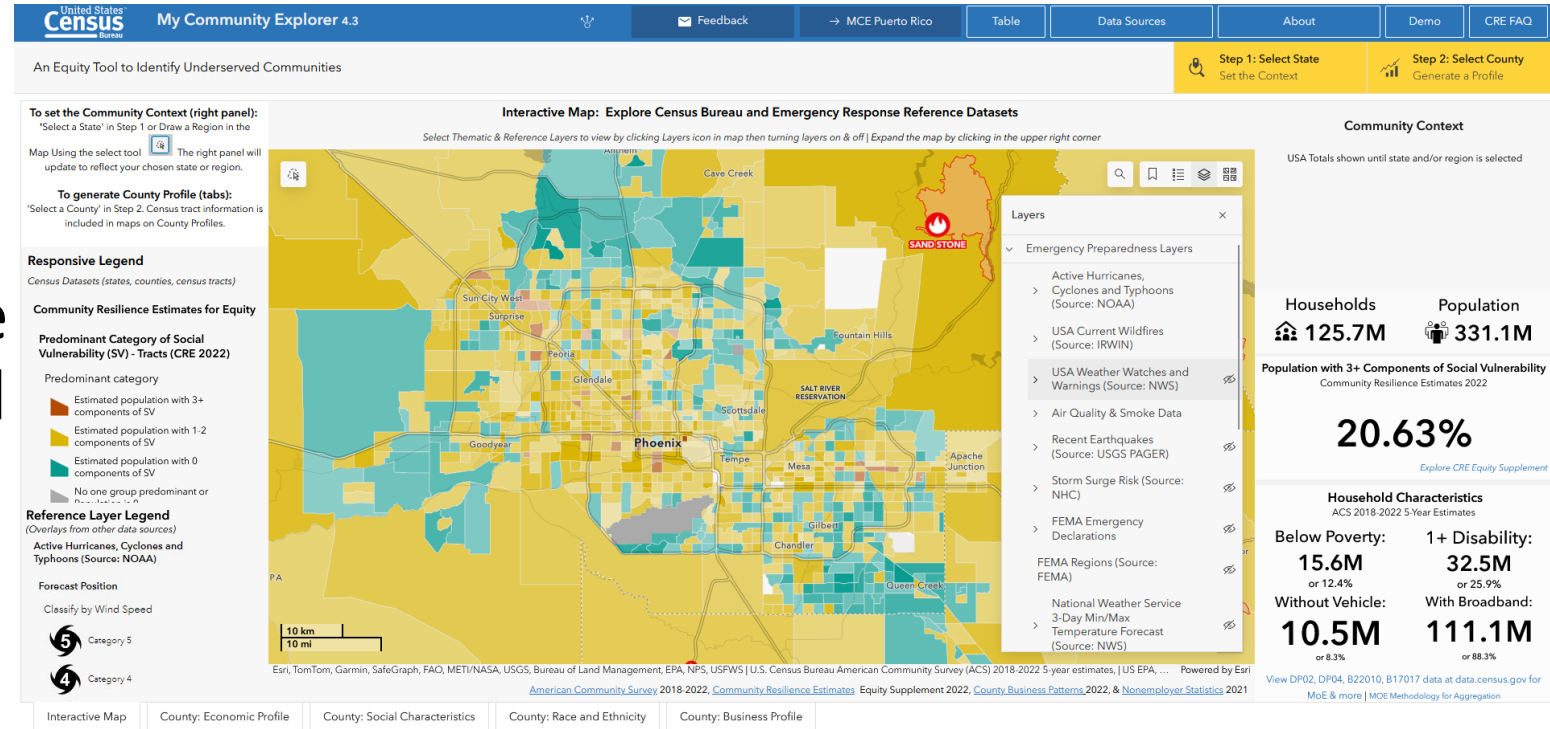 United States®
Census
Bureau
My Community Explorer 4.3
Feedback
→ MCE Puerto Rico
Table
Data Sources
About
Demo
CRE FAQ
An Equity Tool to Identify Underserved Communities
Step 1: Select State
Set the Context
Step 2: Select County
Generate a Profile
To set the Community Context (right panel):
'Select a State' in Step 1 or Draw a Region in the
Map Using the select tool The right panel will
update to reflect your chosen state or region.
To generate County Profile (tabs):
'Select a County' in Step 2. Census tract information is
included in maps on County Profiles.
Responsive Legend
Census Datasets (states, counties, census tracts)
Community Resilience Estimates for Equity
Predominant Category of Social
Vulnerability (SV) - Tracts (CRE 2022)
Predominant category
Estimated population with 3+
components of SV
Estimated population with 1-2
components of SV
Estimated population with 0
components of SV
No one group predominant or
Reference Layer Legend
(Overlays from other data sources)
Active Hurricanes, Cyclones and
Typhoons (Source: NOAA)
Forecast Position
Classify by Wind Speed
5 Category 5
4 Category 4
Interactive Map: Explore Census Bureau and Emergency Response Reference Datasets
Select Thematic & Reference Layers to view by clicking Layers icon in map then turning layers on & off | Expand the map by clicking in the upper right corner
Anthem
Cave Creek
SAND STONE
Sun City West
Surprise
Fountain Hills
Peoria
Glendale
SALT RIVER
RESERVATION
Scottsdale
Goodyear
Phoenix
Tempe
Mesa
Apache
Junction
Gilbert
Chandler
Queen Creek
PA
10 km
10 mi
Layers
Emergency Preparedness Layers
Active Hurricanes,
Cyclones and Typhoons
(Source: NOAA)
USA Current Wildfires
(Source: IRWIN)
USA Weather Watches and
Warnings (Source: NWS)
Air Quality & Smoke Data
Recent Earthquakes
(Source: USGS PAGER)
Storm Surge Risk (Source:
NHC)
FEMA Emergency
Declarations
FEMA Regions (Source:
FEMA)
National Weather Service
3-Day Min/Max
Temperature Forecast
(Source: NWS)
Esri, TomTom, Garmin, SafeGraph, FAO, METI/NASA, USGS, Bureau of Land Management, EPA, NPS, USFWS | U.S. Census Bureau American Community Survey (ACS) 2018-2022 5-year estimates, | US EPA, … Powered by Esri
American Community Survey 2018-2022, Community Resilience Estimates Equity Supplement 2022, County Business Patterns 2022, & Nonemployer Statistics 2021
Community Context
USA Totals shown until state and/or region is selected
Households
125.7M
Population
331.1M
Population with 3+ Components of Social Vulnerability
Community Resilience Estimates 2022
20.63%
Explore CRE Equity Supplement
Household Characteristics
ACS 2018-2022 5-Year Estimates
Below Poverty:
15.6M
or 12.4%
1+ Disability:
32.5M
or 25.9%
Without Vehicle:
10.5M
or 8.3%
With Broadband:
111.1M
or 88.3%
View DP02, DP04, B22010, B17017 data at data.census.gov for
MoE & more | MOE Methodology for Aggregation
Interactive Map
County: Economic Profile
County: Social Characteristics
County: Race and Ethnicity
County: Business Profile